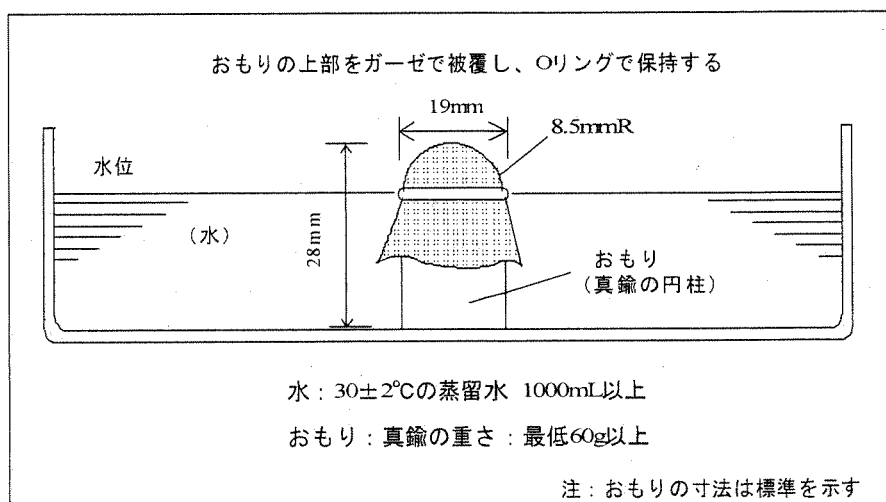 おもりの上部をガーゼで被覆し、Oリングで保持する
19mm
8.5mmR
水位
(水)
28mm
おもり
(真鍮の円柱)
水:30±2℃の蒸留水 1000mL以上
おもり:真鍮の重さ:最低60g以上
注:おもりの寸法は標準を示す